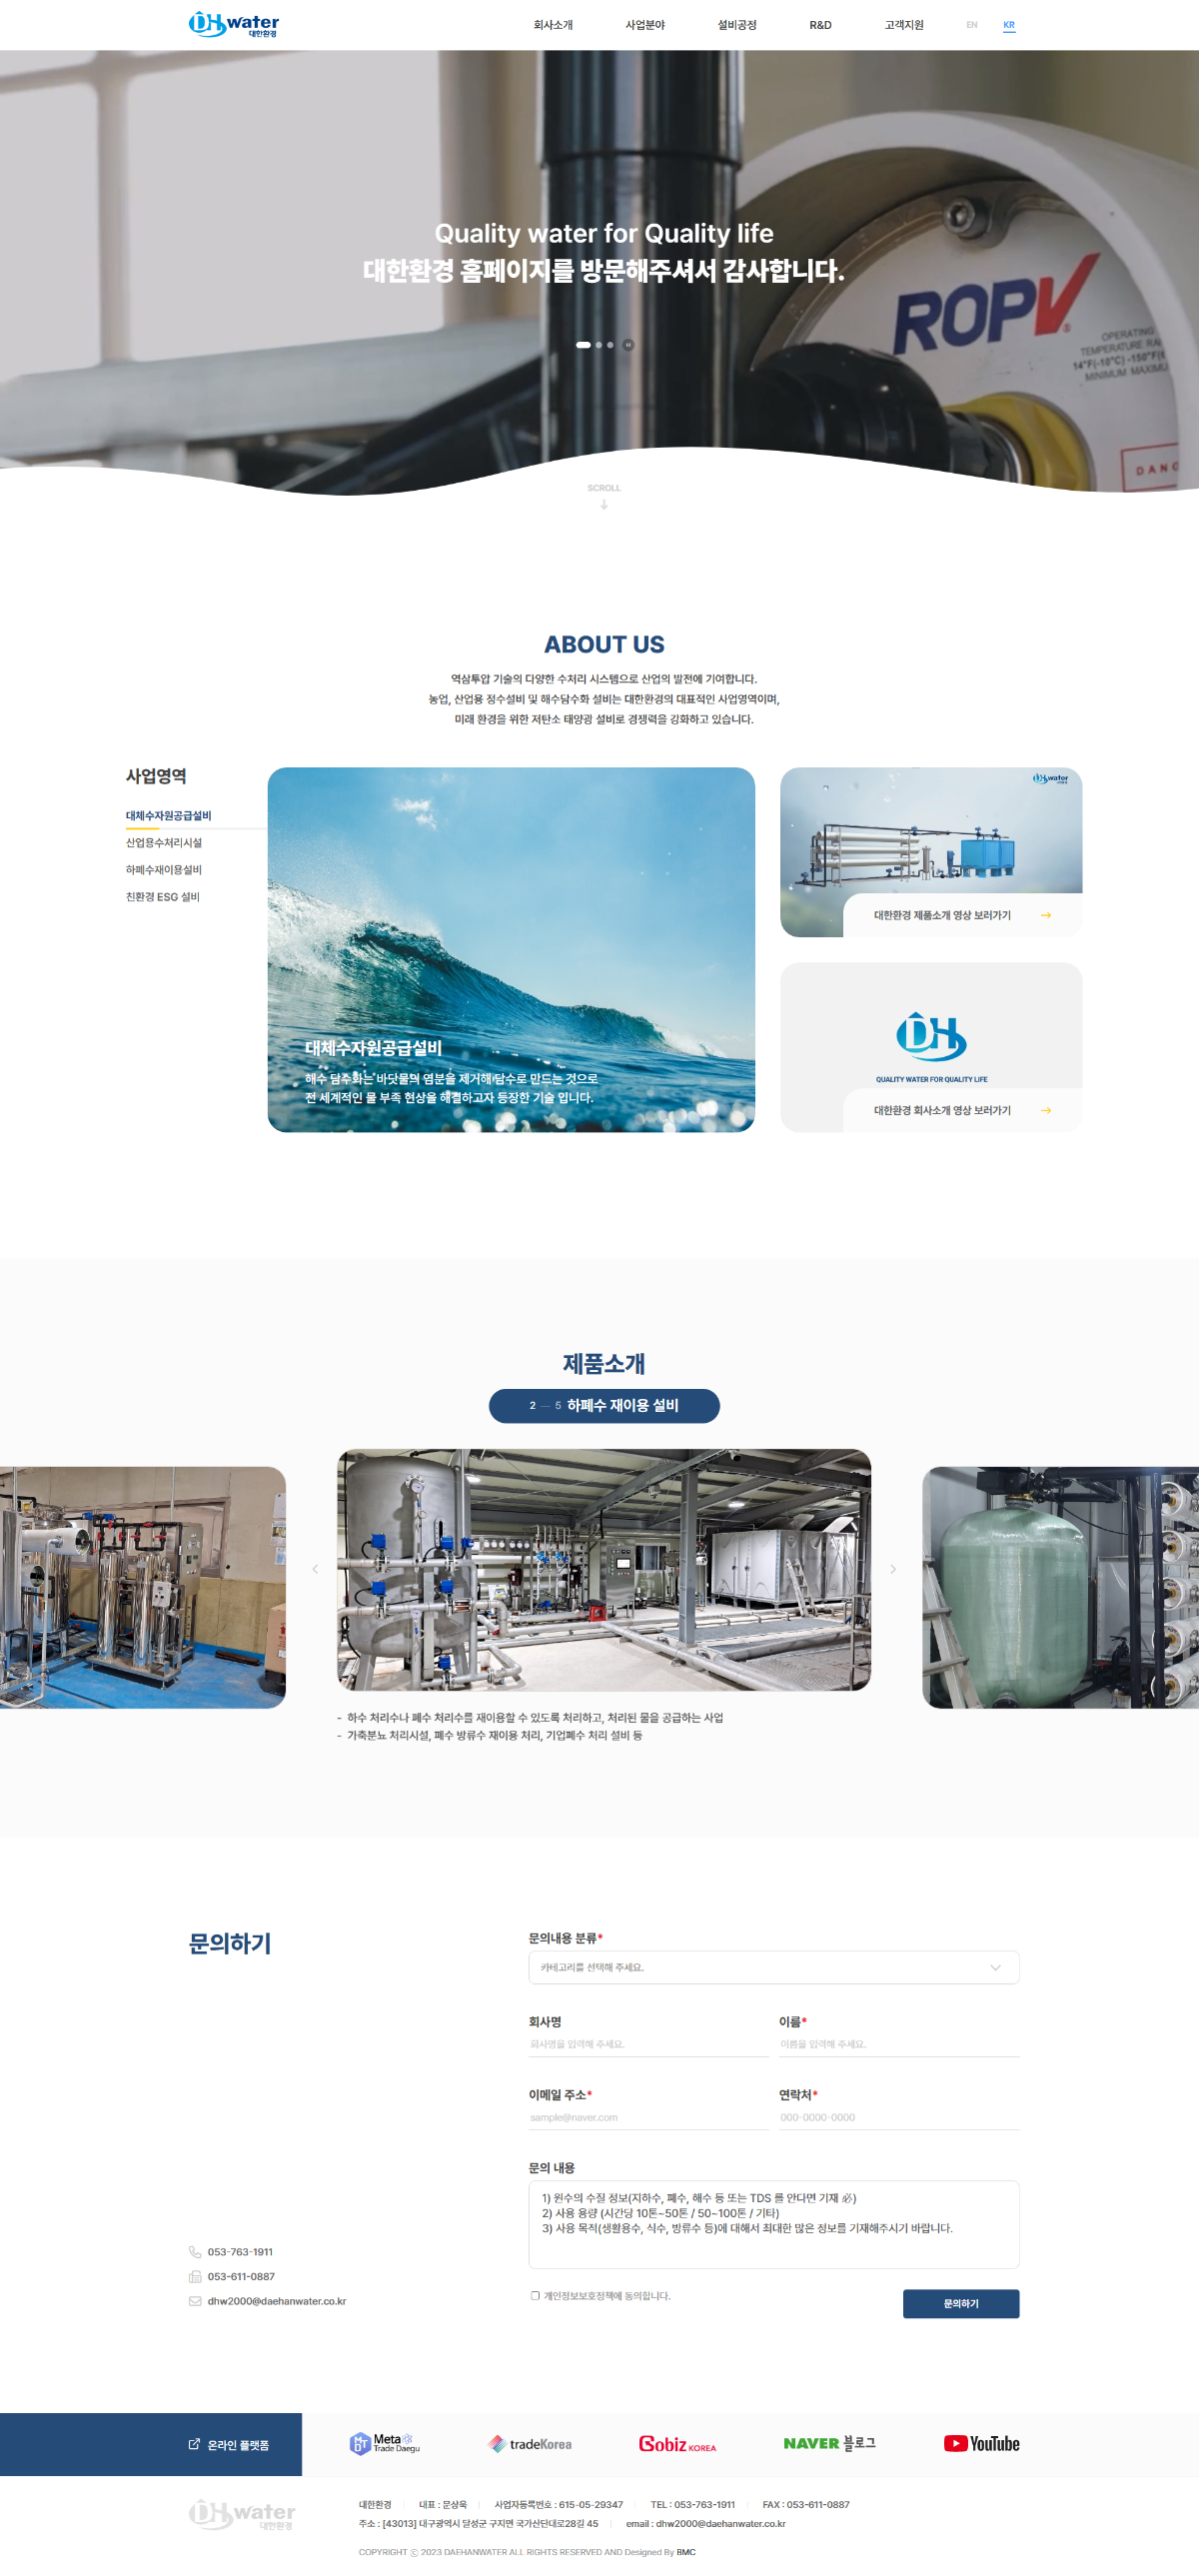 DHwater
대한환경
회사소개
사업분야
설비공정
R&D
고객지원
EN
KR
Quality water for Quality life
대한환경 홈페이지를 방문해주셔서 감사합니다.
ROPV
OPERATING
TEMPERATURE RA
14°F(-10°C) -150°F(6
MINIMUM MAXIMU
DANG
SCROLL
ABOUT US
역삼투압 기술의 다양한 수처리 시스템으로 산업의 발전에 기여합니다.
농업, 산업용 정수설비 및 해수담수화 설비는 대한환경의 대표적인 사업영역이며,
미래 환경을 위한 저탄소 태양광 설비로 경쟁력을 강화하고 있습니다.
사업영역
대체수자원공급설비
산업용수처리시설
하폐수재이용설비
친환경 ESG 설비
대체수자원공급설비
해수 담수화는 바닷물의 염분을 제거해 담수로 만드는 것으로
전 세계적인 물 부족 현상을 해결하고자 등장한 기술 입니다.
DHwater
대한환경 제품소개 영상 보러가기
DH
QUALITY WATER FOR QUALITY LIFE
대한환경 회사소개 영상 보러가기
제품소개
2 — 5 하폐수 재이용 설비
- 하수 처리수나 폐수 처리수를 재이용할 수 있도록 처리하고, 처리된 물을 공급하는 사업
- 가축분뇨 처리시설, 폐수 방류수 재이용 처리, 기업폐수 처리 설비 등
문의하기
문의내용 분류*
카테고리를 선택해 주세요.
회사명
이름*
회사명을 입력해 주세요.
이름을 입력해 주세요.
이메일 주소*
연락처*
sample@naver.com
000-0000-0000
문의 내용
1) 원수의 수질 정보(지하수, 폐수, 해수 등 또는 TDS 를 안다면 기재 必)
2) 사용 용량 (시간당 10톤~50톤 / 50~100톤 / 기타)
3) 사용 목적(생활용수, 식수, 방류수 등)에 대해서 최대한 많은 정보를 기재해주시기 바랍니다.
053-763-1911
053-611-0887
dhw2000@daehanwater.co.kr
개인정보보호정책에 동의합니다.
문의하기
온라인 플랫폼
MDT Meta Trade Daegu
tradeKorea
Gobiz KOREA
NAVER 블로그
YouTube
DHwater
대한환경
대한환경 대표 : 문상욱 사업자등록번호 : 615-05-29347 TEL : 053-763-1911 FAX : 053-611-0887
주소 : [43013] 대구광역시 달성군 구지면 국가산단대로28길 45 email : dhw2000@daehanwater.co.kr
COPYRIGHT ⓒ 2023 DAEHANWATER ALL RIGHTS RESERVED AND Designed By BMC